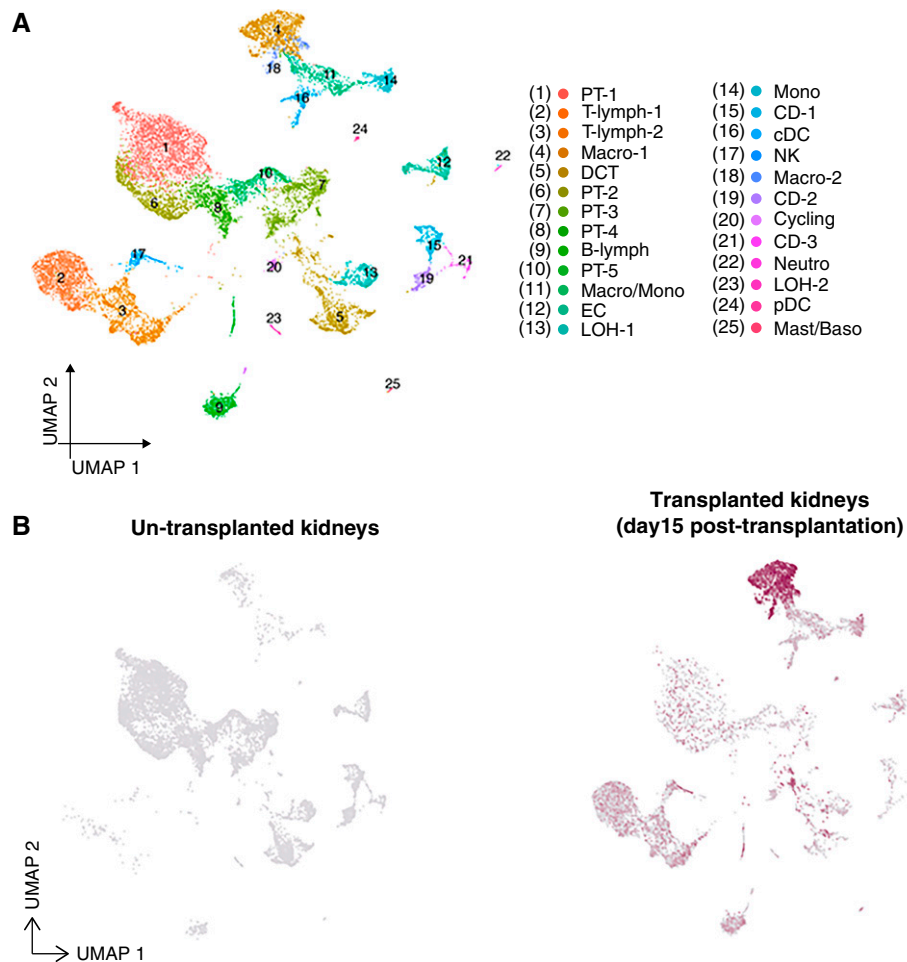 A
4
18
11
14
16
24
1
12
22
10
7
6
8
17
15
20
21
2
13
19
3
23
5
25
9
UMAP 2
UMAP 1
(1) PT-1
(2) T-lymph-1
(3) T-lymph-2
(4) Macro-1
(5) DCT
(6) PT-2
(7) PT-3
(8) PT-4
(9) B-lymph
(10) PT-5
(11) Macro/Mono
(12) EC
(13) LOH-1
(14) Mono
(15) CD-1
(16) cDC
(17) NK
(18) Macro-2
(19) CD-2
(20) Cycling
(21) CD-3
(22) Neutro
(23) LOH-2
(24) pDC
(25) Mast/Baso
B
Un-transplanted kidneys
Transplanted kidneys
(day15 post-transplantation)
UMAP 2
UMAP 1